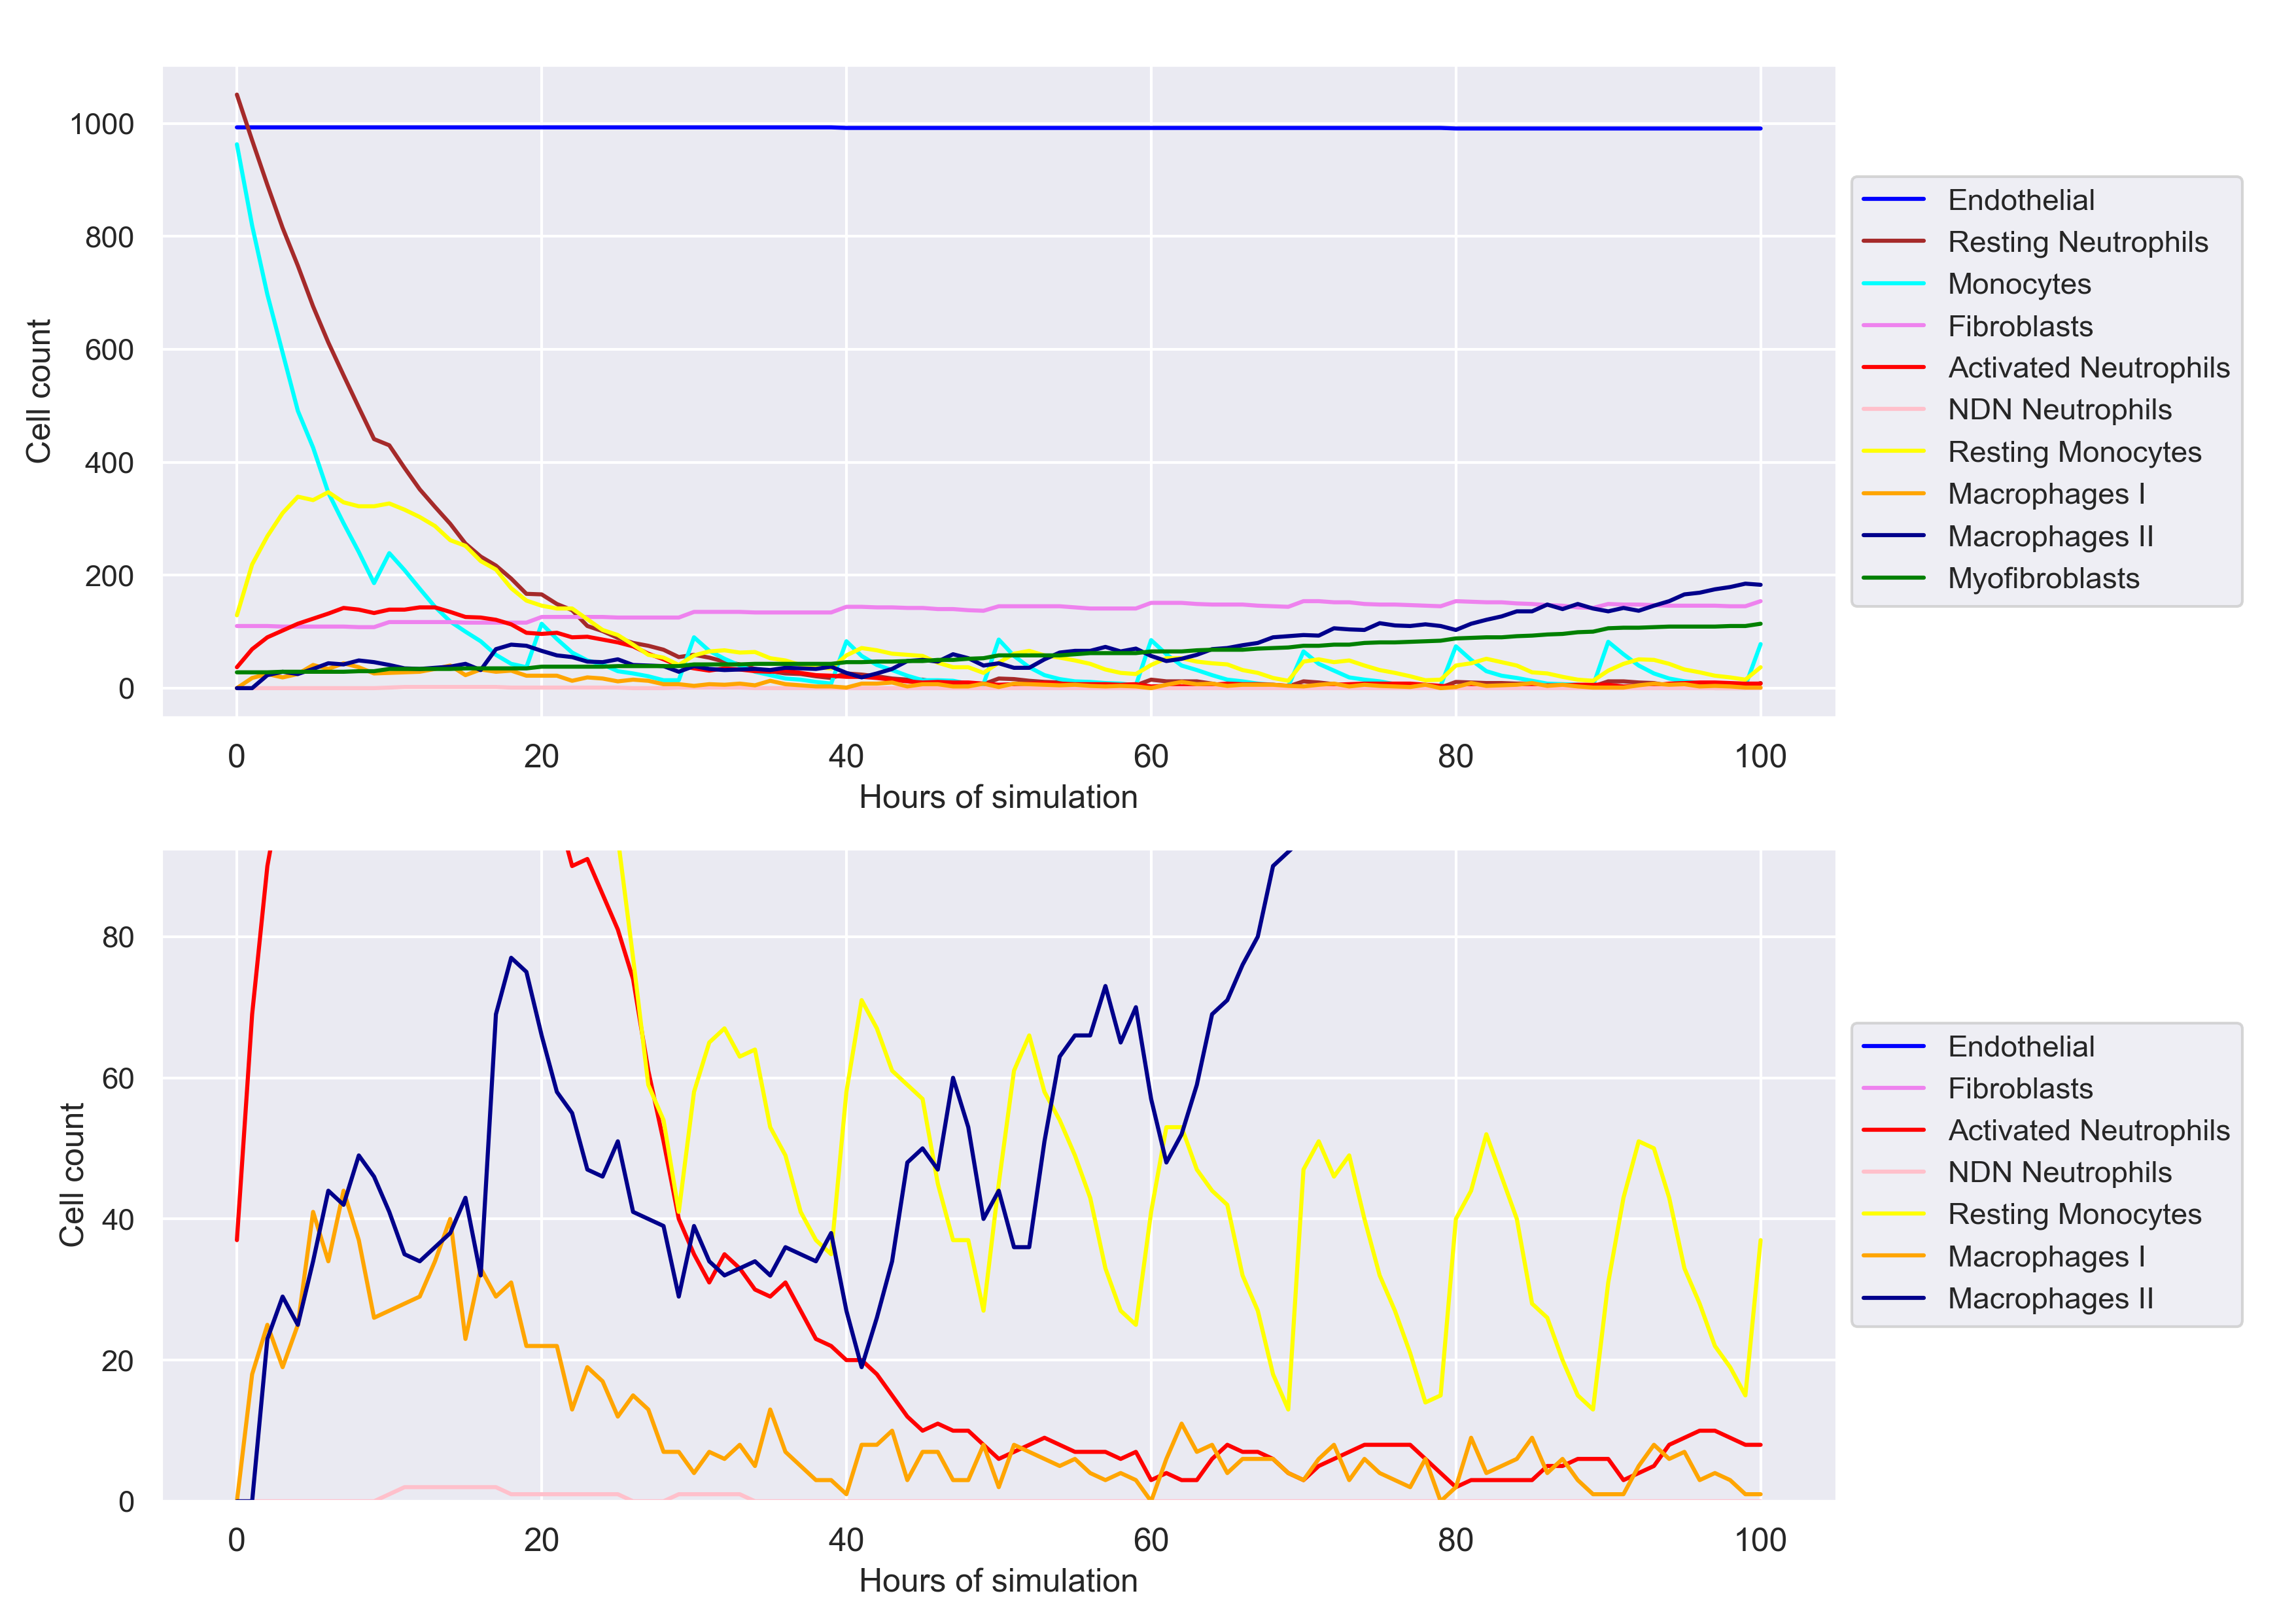 1000
800
600
400
200
0
Cell count
0 20 40 60 80 100
Hours of simulation
Endothelial
Resting Neutrophils
Monocytes
Fibroblasts
Activated Neutrophils
NDN Neutrophils
Resting Monocytes
Macrophages I
Macrophages II
Myofibroblasts
80
60
40
20
0
Cell count
0 20 40 60 80 100
Hours of simulation
Endothelial
Fibroblasts
Activated Neutrophils
NDN Neutrophils
Resting Monocytes
Macrophages I
Macrophages II